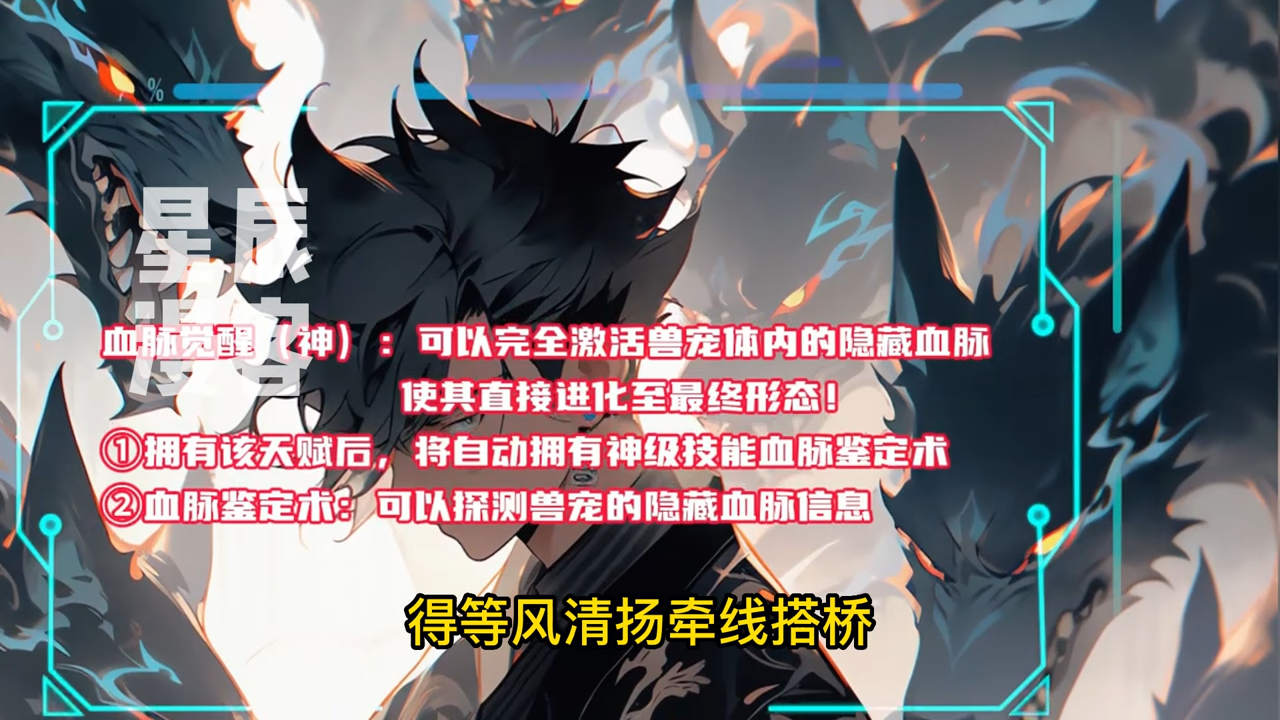 %
星辰
漫客
血脉觉醒（神）：可以完全激活兽宠体内的隐藏血脉
使其直接进化至最终形态！
①拥有该天赋后，将自动拥有神级技能血脉鉴定术
②血脉鉴定术：可以探测兽宠的隐藏血脉信息
得等风清扬牵线搭桥